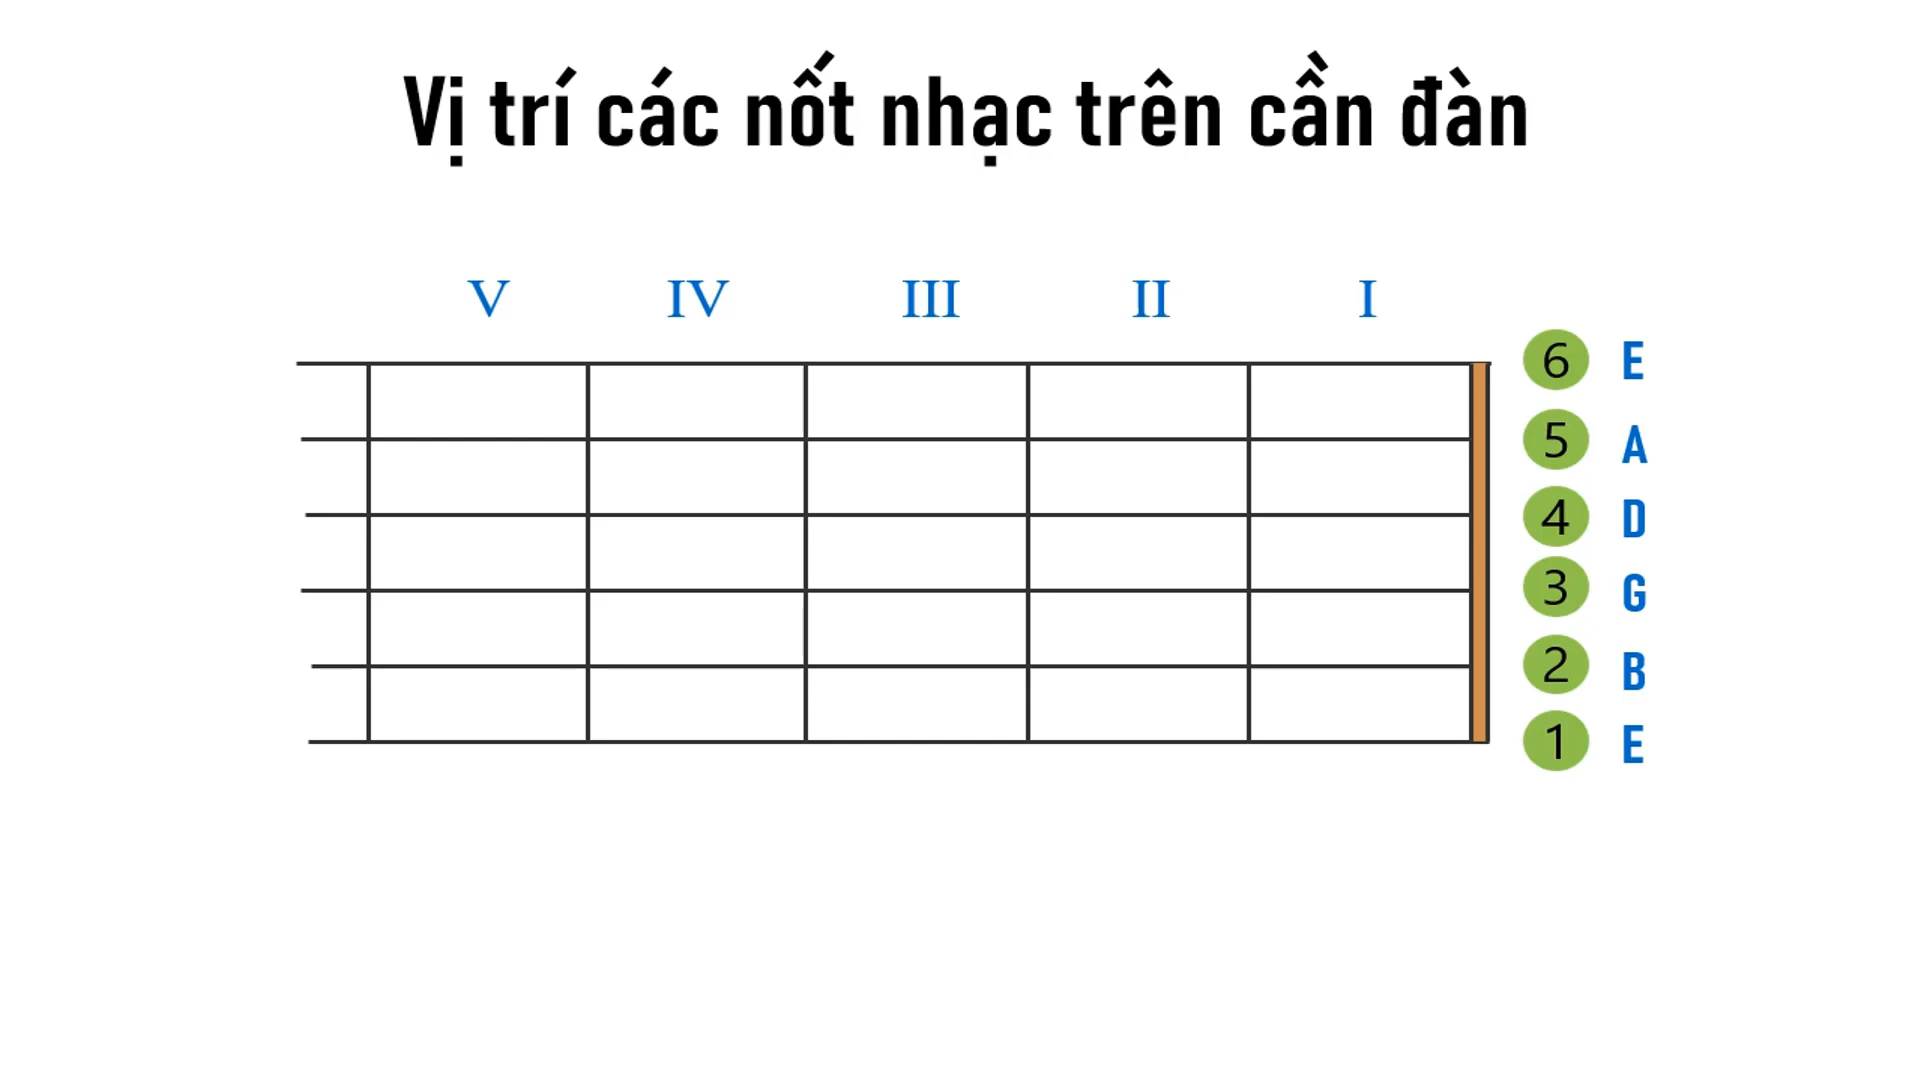 Vị trí các nốt nhạc trên cần đàn
V IV III II I
6 E
5 A
4 D
3 G
2 B
1 E